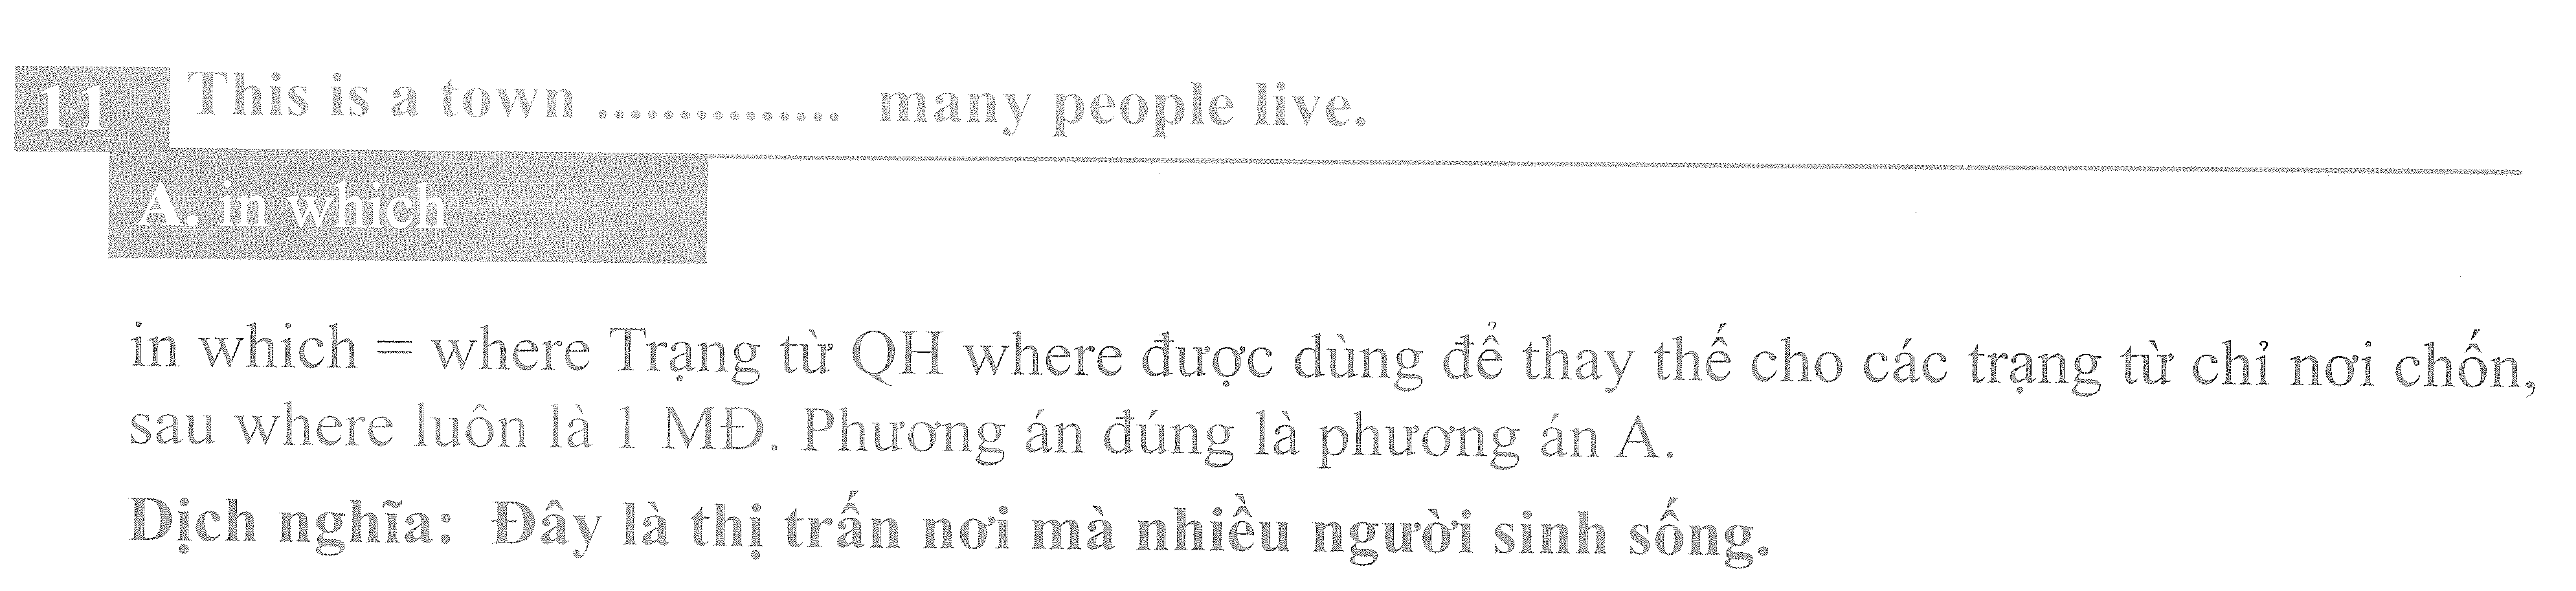 11 This is a town ............... many people live.
A. in which
in which = where Trạng từ QH where được dùng để thay thế cho các trạng từ chỉ nơi chốn,
sau where luôn là 1 MĐ. Phương án đúng là phương án A.
Dịch nghĩa: Đây là thị trấn nơi mà nhiều người sinh sống.